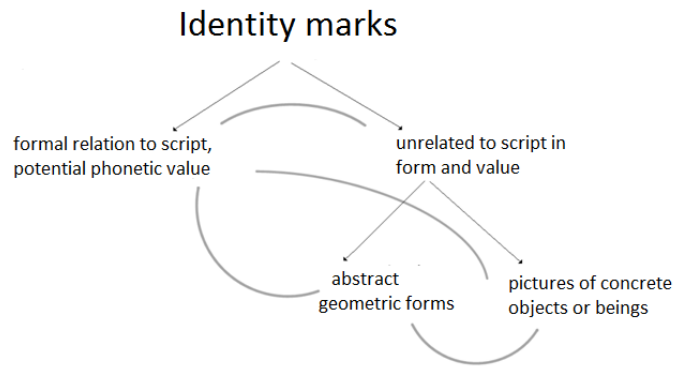 Identity marks
formal relation to script,
potential phonetic value
unrelated to script in
form and value
abstract
geometric forms
pictures of concrete
objects or beings